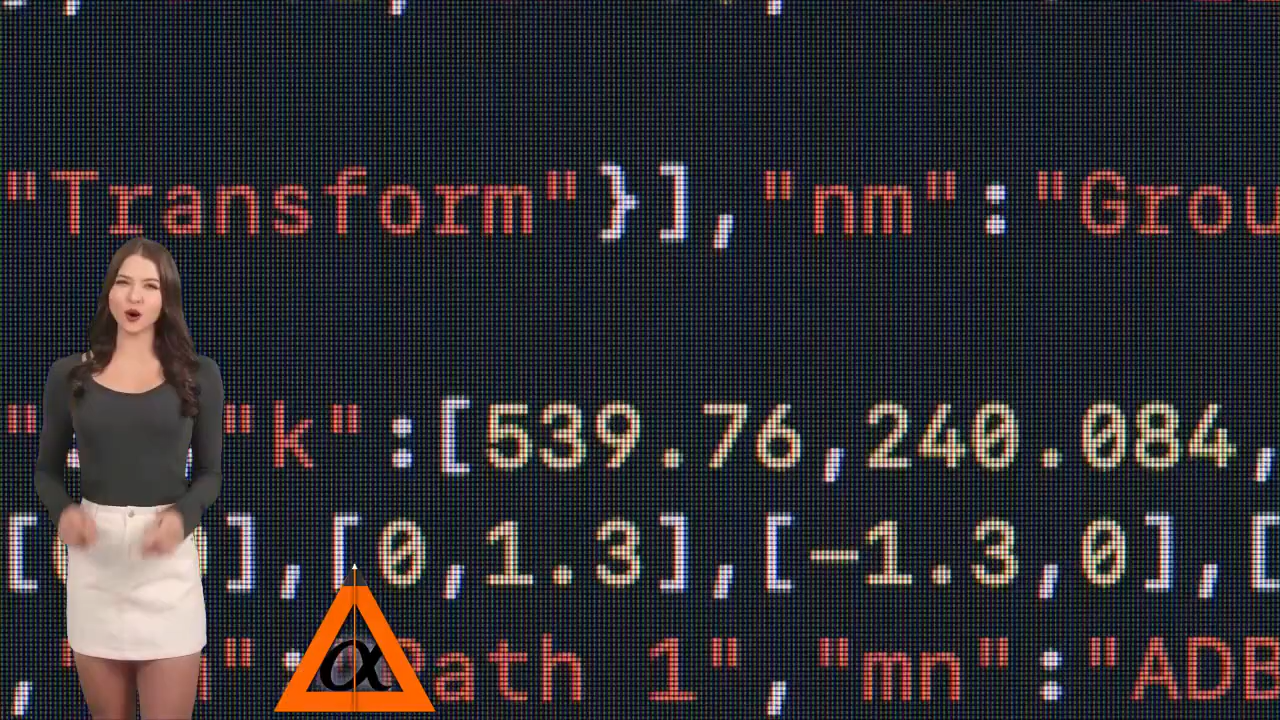 "Transform"}],"nm":"Grou
"k":[539.76,240.084,
],[0,1.3],[-1.3,0],[
Path 1","mn":"ADB
α